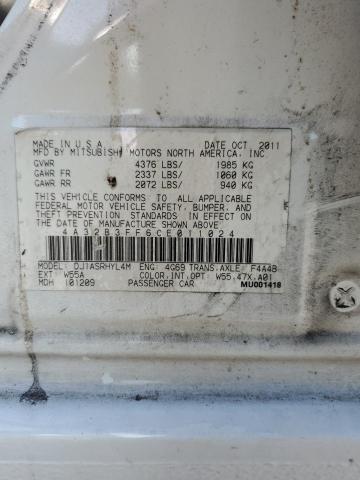 MADE IN U.S.A. DATE OCT. 2011
MFD BY MITSUBISHI MOTORS NORTH AMERICA, INC.
GVWR 4376 LBS/ 1985 KG
GAWR FR 2337 LBS/ 1060 KG
GAWR RR 2072 LBS/ 940 KG
THIS VEHICLE CONFORMS TO ALL APPLICABLE
FEDERAL MOTOR VEHICLE SAFETY, BUMPER, AND
THEFT PREVENTION STANDARDS IN EFFECT ON
THE DATE OF MANUFACTURE SHOWN ABOVE.
4A32B3FF6CE011024
MODEL: DJ1ASRHYL4M ENG: 4G69 TRANS.AXLE: F4A4B
EXT: W55A COLOR,INT,OPT: W55,47X,A01
MDH 101209 PASSENGER CAR MU001418